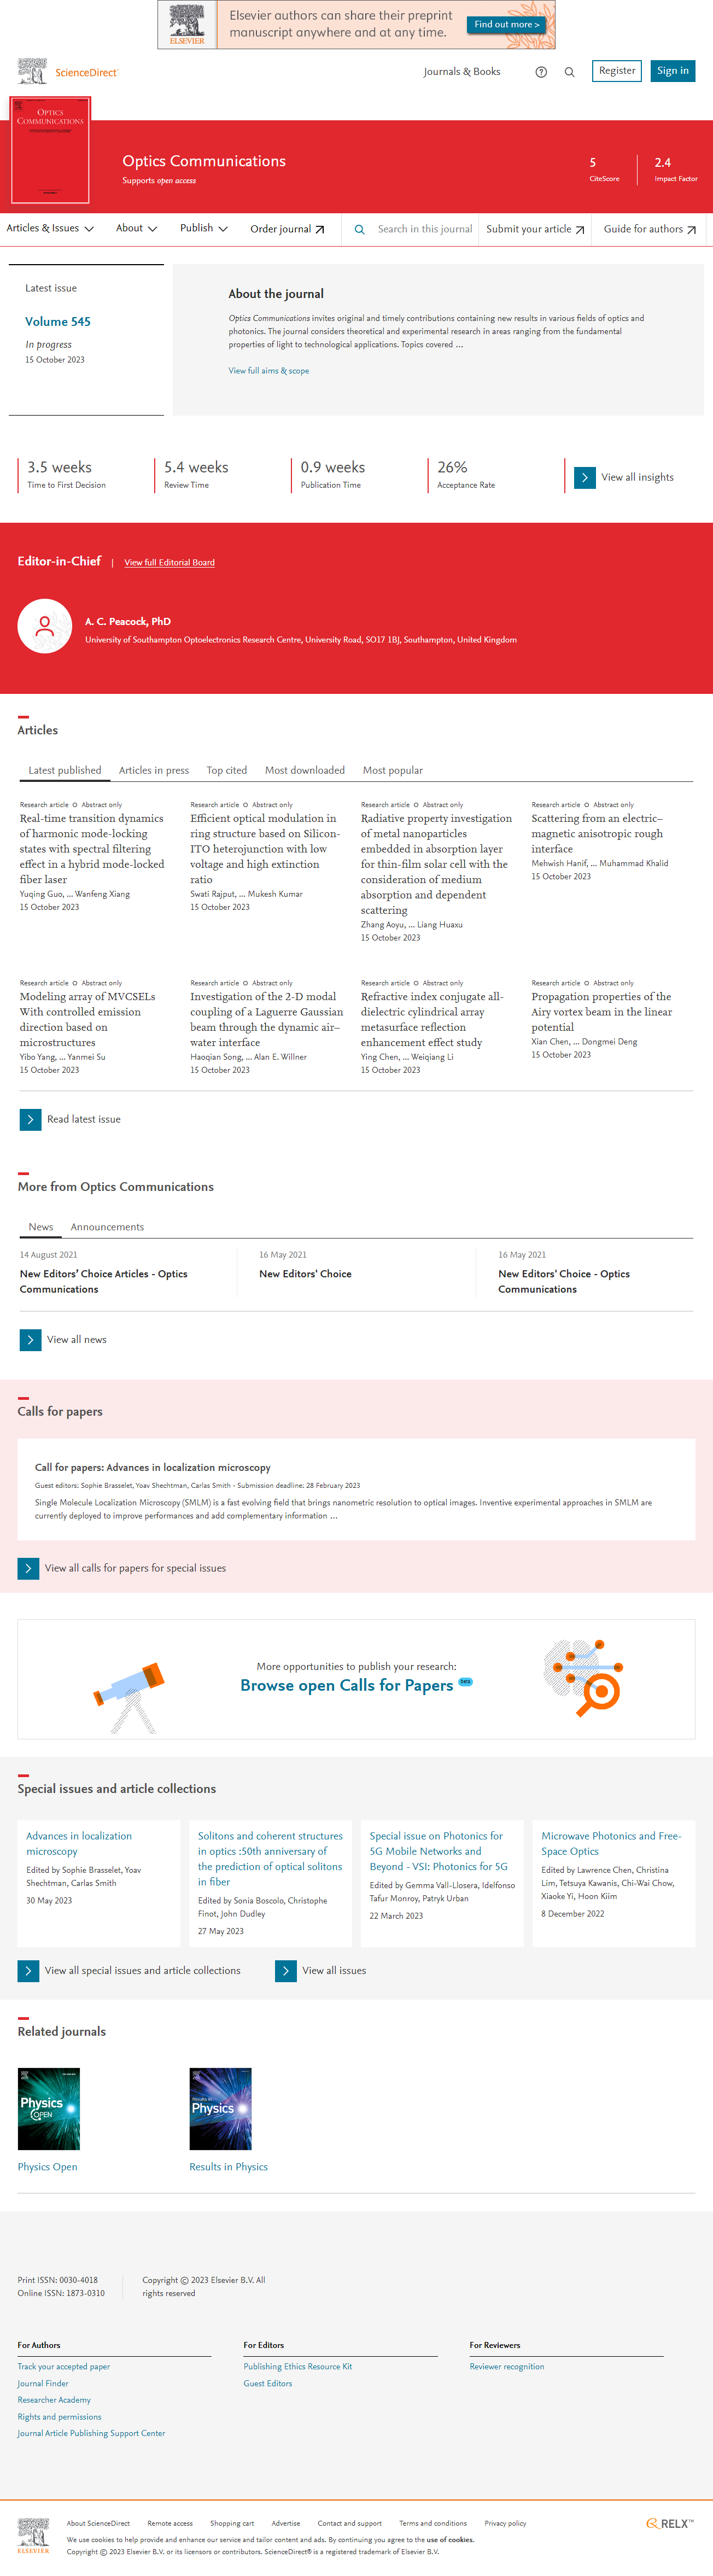 Elsevier authors can share their preprint
manuscript anywhere and at any time.
Find out more >
ELSEVIER
ScienceDirect
Journals & Books
Register
Sign in
OPTICS
COMMUNICATIONS
Optics Communications
Supports open access
5
CiteScore
2.4
Impact Factor
Articles & Issues
About
Publish
Order journal
Search in this journal
Submit your article
Guide for authors
Latest issue
Volume 545
In progress
15 October 2023
About the journal
Optics Communications invites original and timely contributions containing new results in various fields of optics and
photonics. The journal considers theoretical and experimental research in areas ranging from the fundamental
properties of light to technological applications. Topics covered …
View full aims & scope
3.5 weeks
Time to First Decision
5.4 weeks
Review Time
0.9 weeks
Publication Time
26%
Acceptance Rate
View all insights
Editor-in-Chief | View full Editorial Board
A. C. Peacock, PhD
University of Southampton Optoelectronics Research Centre, University Road, SO17 1BJ, Southampton, United Kingdom
Articles
Latest published
Articles in press
Top cited
Most downloaded
Most popular
Research article Abstract only
Real-time transition dynamics
of harmonic mode-locking
states with spectral filtering
effect in a hybrid mode-locked
fiber laser
Yuqing Guo, ... Wanfeng Xiang
15 October 2023
Research article Abstract only
Efficient optical modulation in
ring structure based on Silicon-
ITO heterojunction with low
voltage and high extinction
ratio
Swati Rajput, ... Mukesh Kumar
15 October 2023
Research article Abstract only
Radiative property investigation
of metal nanoparticles
embedded in absorption layer
for thin-film solar cell with the
consideration of medium
absorption and dependent
scattering
Zhang Aoyu, ... Liang Huaxu
15 October 2023
Research article Abstract only
Scattering from an electric–
magnetic anisotropic rough
interface
Mehwish Hanif, ... Muhammad Khalid
15 October 2023
Research article Abstract only
Modeling array of MVCSELs
With controlled emission
direction based on
microstructures
Yibo Yang, ... Yanmei Su
15 October 2023
Research article Abstract only
Investigation of the 2-D modal
coupling of a Laguerre Gaussian
beam through the dynamic air–
water interface
Haoqian Song, ... Alan E. Willner
15 October 2023
Research article Abstract only
Refractive index conjugate all-
dielectric cylindrical array
metasurface reflection
enhancement effect study
Ying Chen, ... Weiqiang Li
15 October 2023
Research article Abstract only
Propagation properties of the
Airy vortex beam in the linear
potential
Xian Chen, ... Dongmei Deng
15 October 2023
Read latest issue
More from Optics Communications
News
Announcements
14 August 2021
New Editors’ Choice Articles - Optics
Communications
16 May 2021
New Editors' Choice
16 May 2021
New Editors' Choice - Optics
Communications
View all news
Calls for papers
Call for papers: Advances in localization microscopy
Guest editors: Sophie Brasselet, Yoav Shechtman, Carlas Smith - Submission deadline: 28 February 2023
Single Molecule Localization Microscopy (SMLM) is a fast evolving field that brings nanometric resolution to optical images. Inventive experimental approaches in SMLM are
currently deployed to improve performances and add complementary information …
View all calls for papers for special issues
More opportunities to publish your research:
Browse open Calls for Papers beta
Special issues and article collections
Advances in localization
microscopy
Edited by Sophie Brasselet, Yoav
Shechtman, Carlas Smith
30 May 2023
Solitons and coherent structures
in optics :50th anniversary of
the prediction of optical solitons
in fiber
Edited by Sonia Boscolo, Christophe
Finot, John Dudley
27 May 2023
Special issue on Photonics for
5G Mobile Networks and
Beyond - VSI: Photonics for 5G
Edited by Gemma Vall-Llosera, Idelfonso
Tafur Monroy, Patryk Urban
22 March 2023
Microwave Photonics and Free-
Space Optics
Edited by Lawrence Chen, Christina
Lim, Tetsuya Kawanis, Chi-Wai Chow,
Xiaoke Yi, Hoon Kiim
8 December 2022
View all special issues and article collections
View all issues
Related journals
Physics
OPEN
Results in
Physics
Physics Open
Results in Physics
Print ISSN: 0030-4018
Online ISSN: 1873-0310
Copyright © 2023 Elsevier B.V. All
rights reserved
For Authors
Track your accepted paper
Journal Finder
Researcher Academy
Rights and permissions
Journal Article Publishing Support Center
For Editors
Publishing Ethics Resource Kit
Guest Editors
For Reviewers
Reviewer recognition
ELSEVIER
About ScienceDirect
Remote access
Shopping cart
Advertise
Contact and support
Terms and conditions
Privacy policy
We use cookies to help provide and enhance our service and tailor content and ads. By continuing you agree to the use of cookies.
Copyright © 2023 Elsevier B.V. or its licensors or contributors. ScienceDirect® is a registered trademark of Elsevier B.V.
RELX™